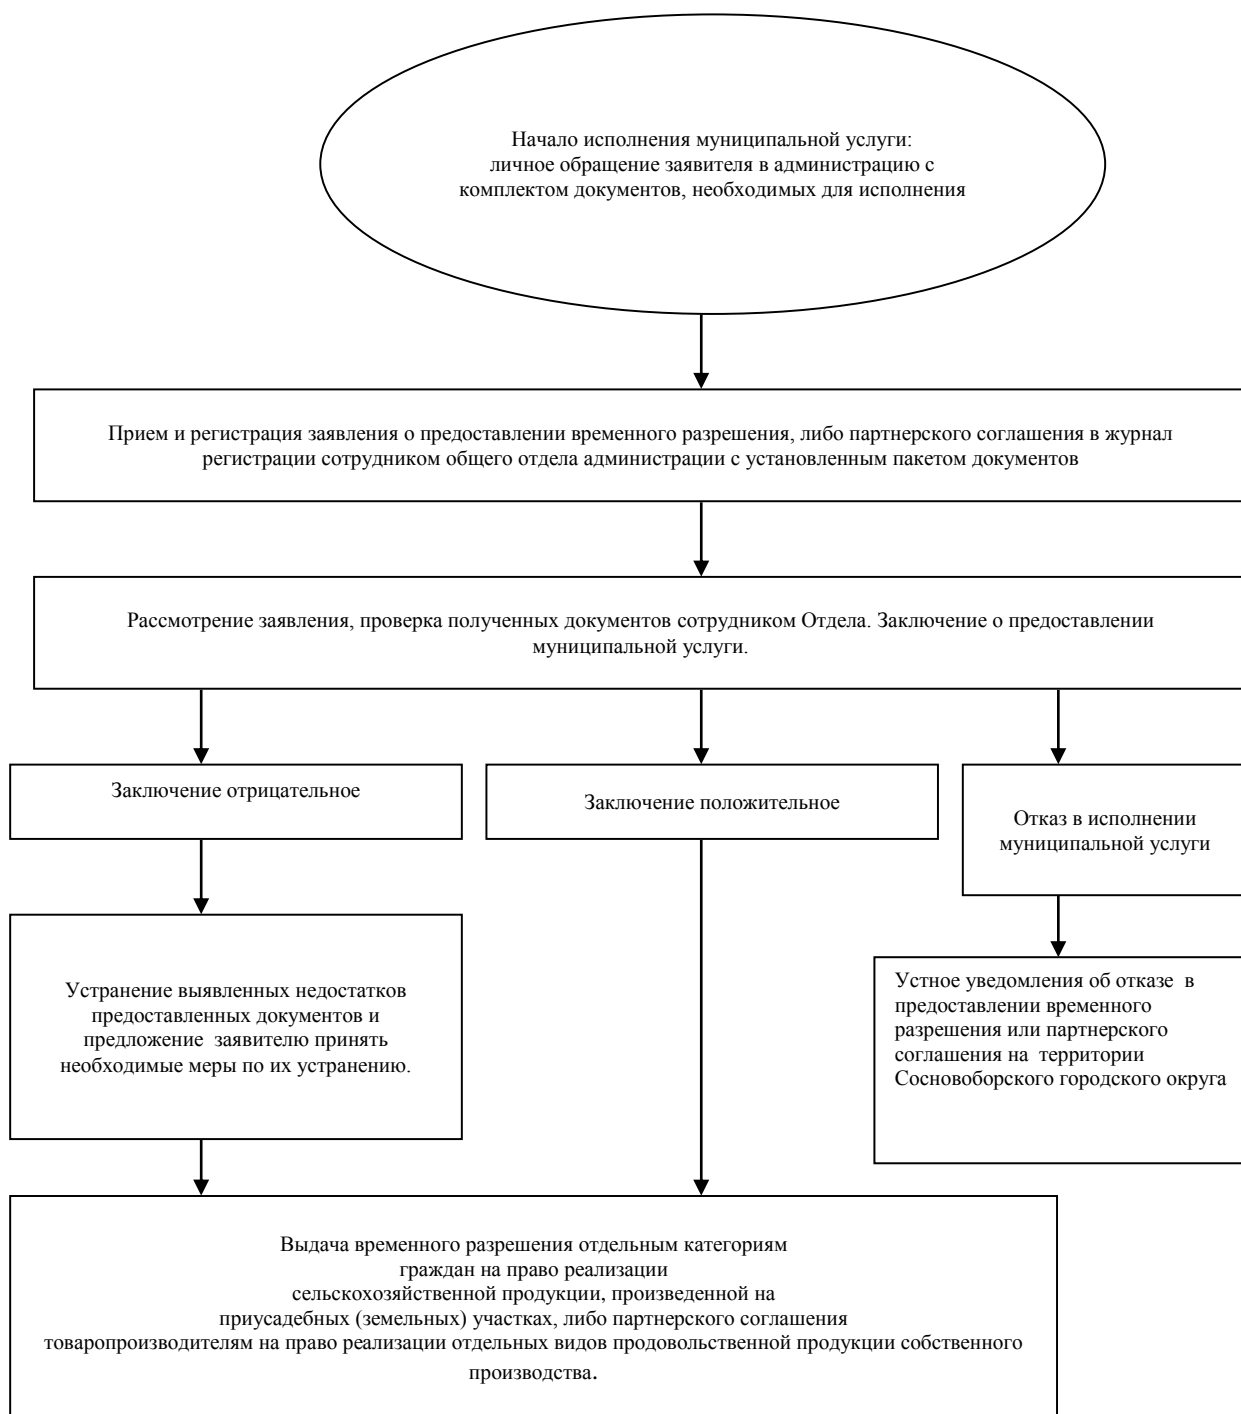 Начало исполнения муниципальной услуги:
личное обращение заявителя в администрацию с
комплектом документов, необходимых для исполнения
Прием и регистрация заявления о предоставлении временного разрешения, либо партнерского соглашения в журнал
регистрации сотрудником общего отдела администрации с установленным пакетом документов
Рассмотрение заявления, проверка полученных документов сотрудником Отдела. Заключение о предоставлении
муниципальной услуги.
Заключение отрицательное
Заключение положительное
Отказ в исполнении
муниципальной услуги
Устранение выявленных недостатков
предоставленных документов и
предложение заявителю принять
необходимые меры по их устранению.
Устное уведомления об отказе в
предоставлении временного
разрешения или партнерского
соглашения на территории
Сосновоборского городского округа
Выдача временного разрешения отдельным категориям
граждан на право реализации
сельскохозяйственной продукции, произведенной на
приусадебных (земельных) участках, либо партнерского соглашения
товаропроизводителям на право реализации отдельных видов продовольственной продукции собственного
производства.